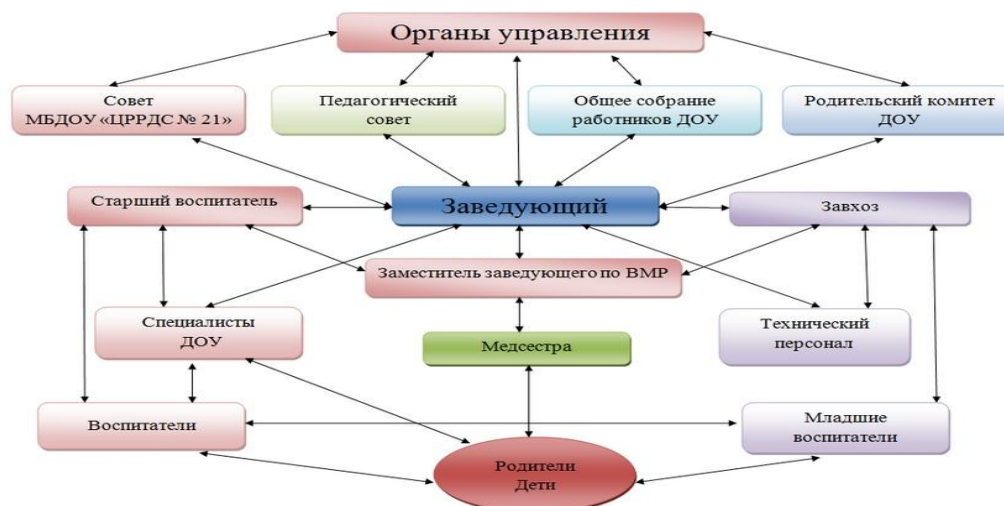 Органы управления
Совет
МБДОУ «ЦРРДС № 21»
Педагогический
совет
Общее собрание
работников ДОУ
Родительский комитет
ДОУ
Старший воспитатель
Заведующий
Завхоз
Заместитель заведующего по ВМР
Специалисты
ДОУ
Медсестра
Технический
персонал
Воспитатели
Младшие
воспитатели
Родители
Дети